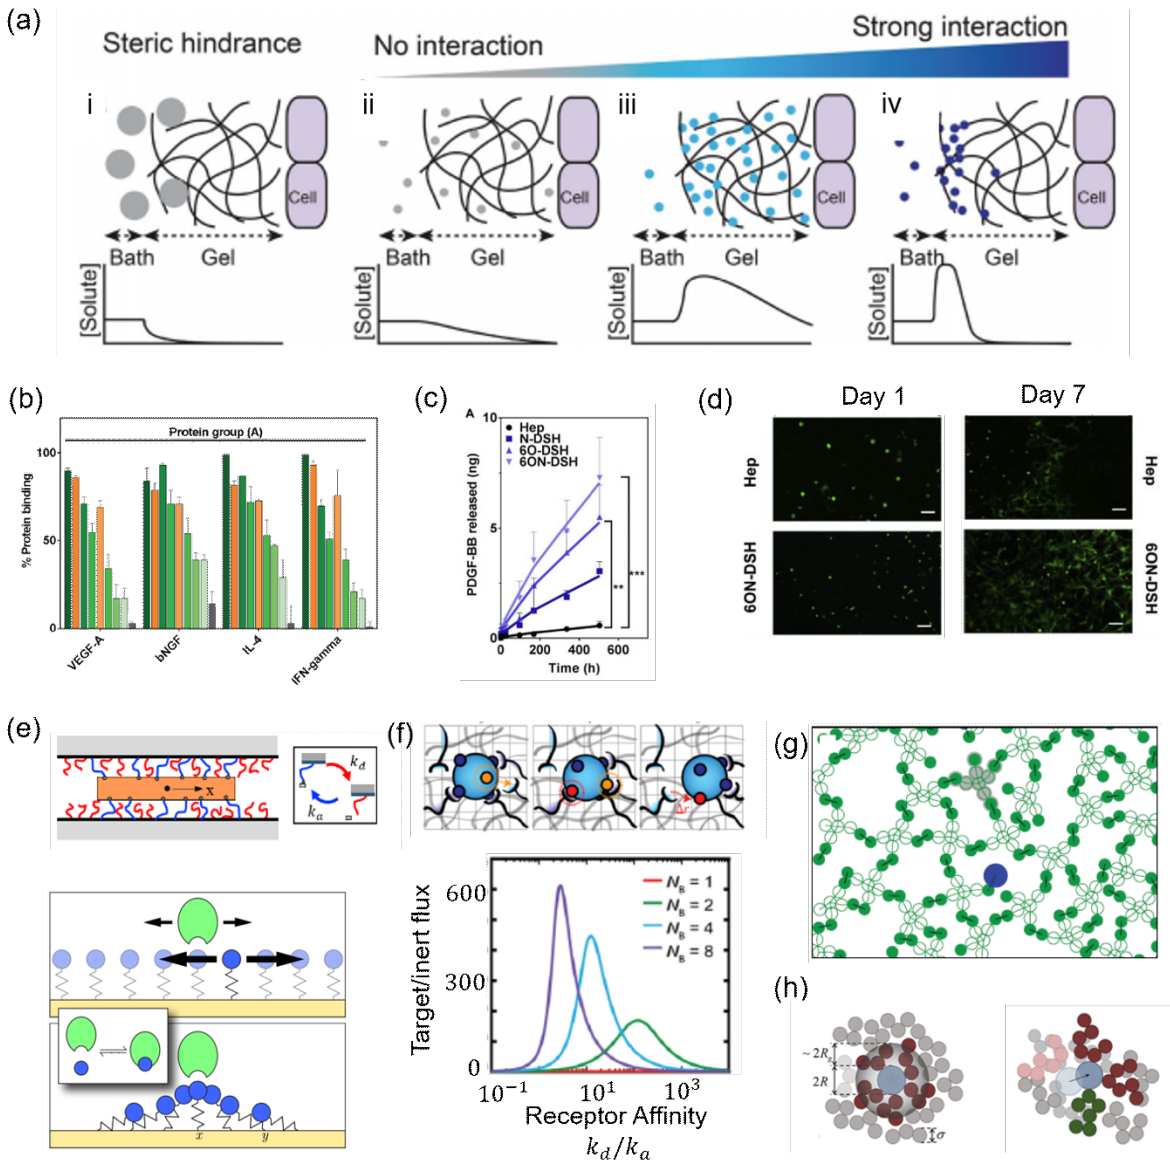 (a)
Steric hindrance
No interaction
Strong interaction
i
ii
iii
iv
Cell
Cell
Cell
Cell
Bath
Gel
Bath
Gel
Bath
Gel
Bath
Gel
[Solute]
[Solute]
[Solute]
[Solute]
(b)
Protein group (A)
% Protein binding
100
50
0
VEGF-A
bNGF
IL-4
IFN-gamma
(c)
A
Hep
N-DSH
6O-DSH
6ON-DSH
PDGF-BB released (ng)
10
5
0
**
***
0
200
400
600
Time (h)
(d)
Day 1
Day 7
Hep
Hep
6ON-DSH
6ON-DSH
(e)
x
k_d
k_a
x
y
(f)
Δr
Target/inert flux
600
300
0
N_B = 1
N_B = 2
N_B = 4
N_B = 8
10^−1
10^1
10^3
Receptor Affinity
k_d/k_a
(g)
(h)
2R
σ